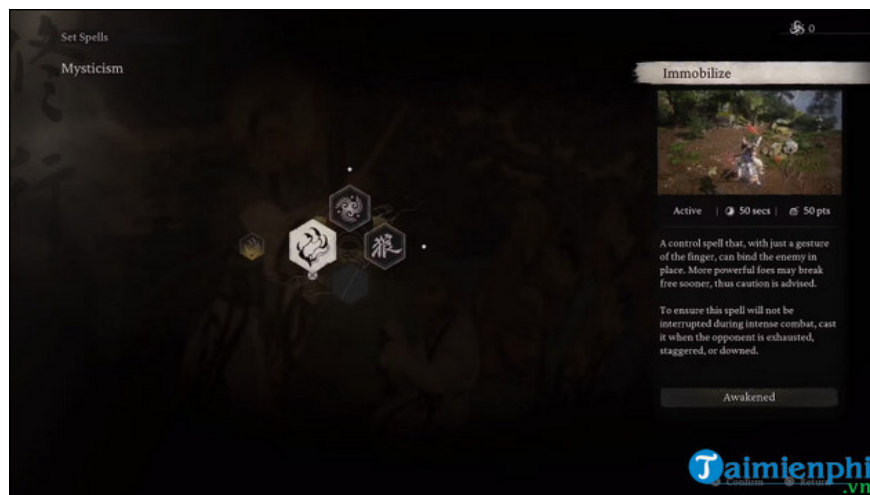 Set Spells
0
Mysticism
Immobilize
Active | 50 secs | 50 pts
A control spell that, with just a gesture
of the finger, can bind the enemy in
place. More powerful foes may break
free sooner, thus caution is advised.
To ensure this spell will not be
interrupted during intense combat, cast
it when the opponent is exhausted,
staggered, or downed.
Awakened
Taimienphi
.vn
Confirm Return